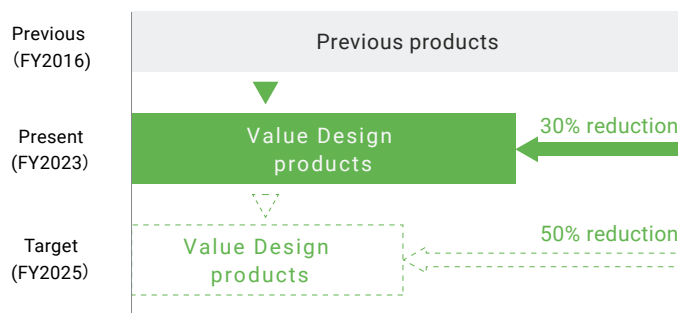 Previous
（FY2016)
Previous products
Present
(FY2023）
Value Design
products
30% reduction
Target
(FY2025）
Value Design
products
50% reduction